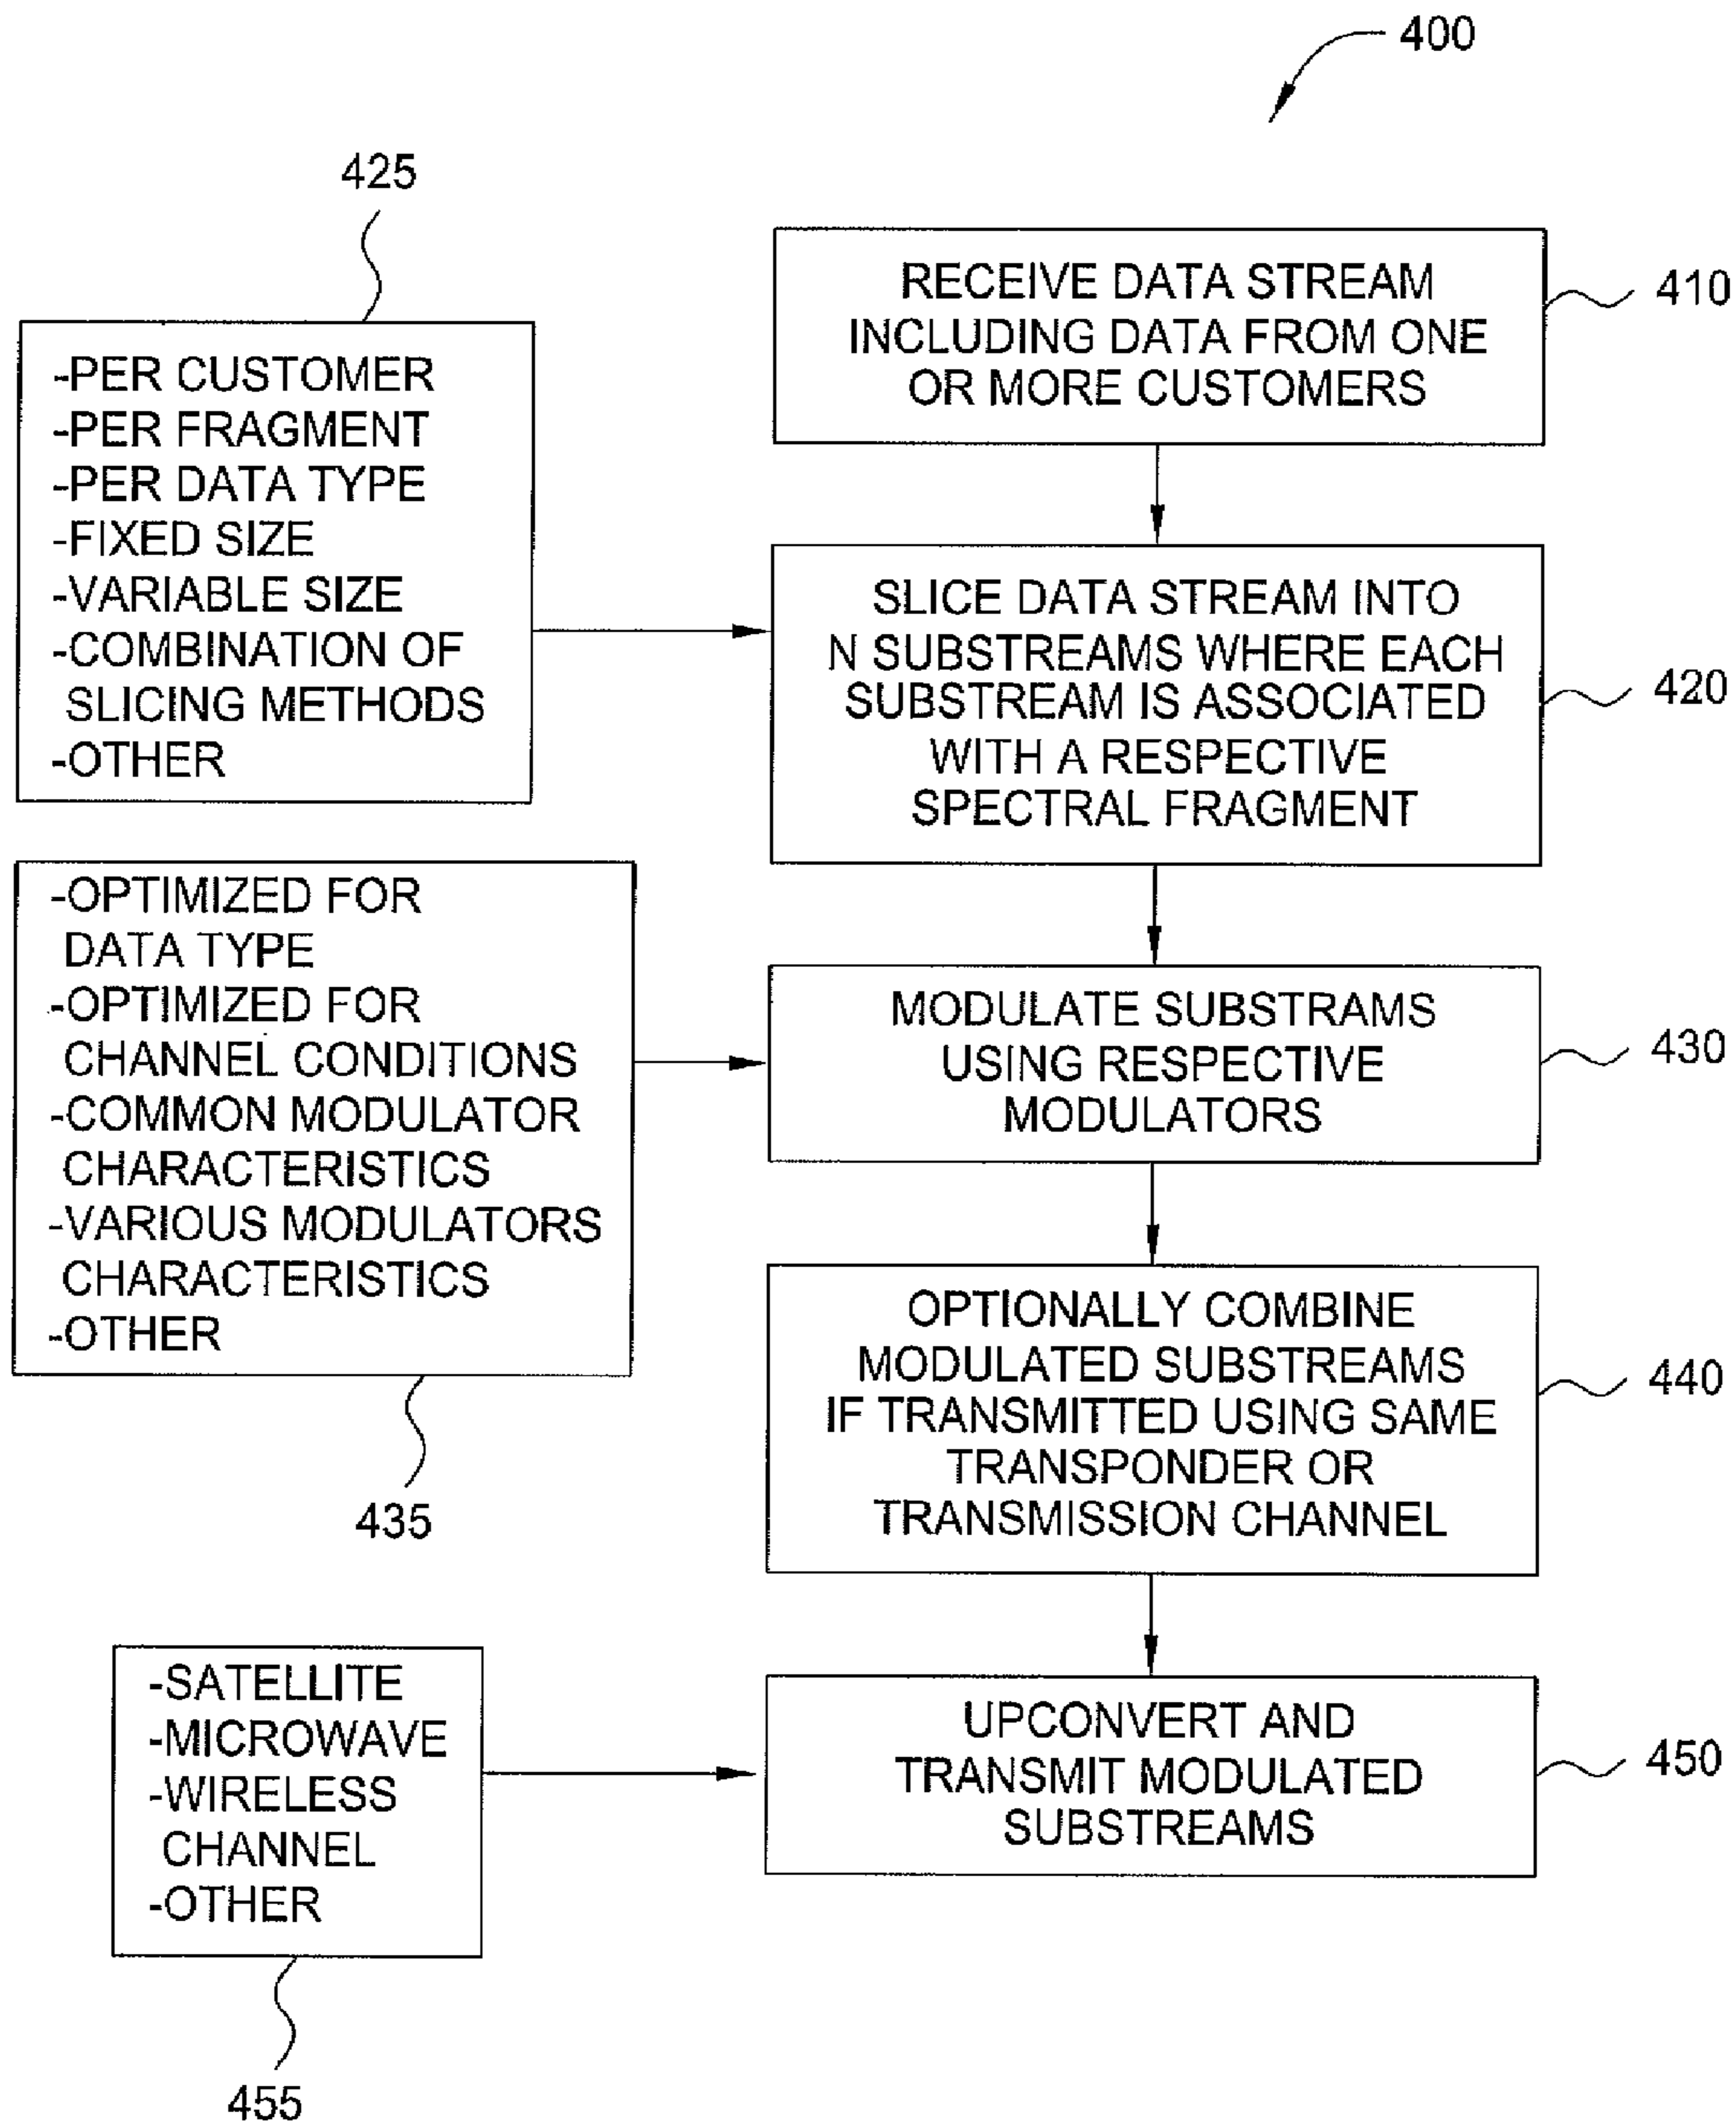 400
425
RECEIVE DATA STREAM
INCLUDING DATA FROM ONE
OR MORE CUSTOMERS
410
-PER CUSTOMER
-PER FRAGMENT
-PER DATA TYPE
-FIXED SIZE
-VARIABLE SIZE
-COMBINATION OF
SLICING METHODS
-OTHER
SLICE DATA STREAM INTO
N SUBSTREAMS WHERE EACH
SUBSTREAM IS ASSOCIATED
WITH A RESPECTIVE
SPECTRAL FRAGMENT
420
-OPTIMIZED FOR
DATA TYPE
-OPTIMIZED FOR
CHANNEL CONDITIONS
-COMMON MODULATOR
CHARACTERISTICS
-VARIOUS MODULATORS
CHARACTERISTICS
-OTHER
435
MODULATE SUBSTRAMS
USING RESPECTIVE
MODULATORS
430
OPTIONALLY COMBINE
MODULATED SUBSTREAMS
IF TRANSMITTED USING SAME
TRANSPONDER OR
TRANSMISSION CHANNEL
440
-SATELLITE
-MICROWAVE
-WIRELESS
CHANNEL
-OTHER
455
UPCONVERT AND
TRANSMIT MODULATED
SUBSTREAMS
450